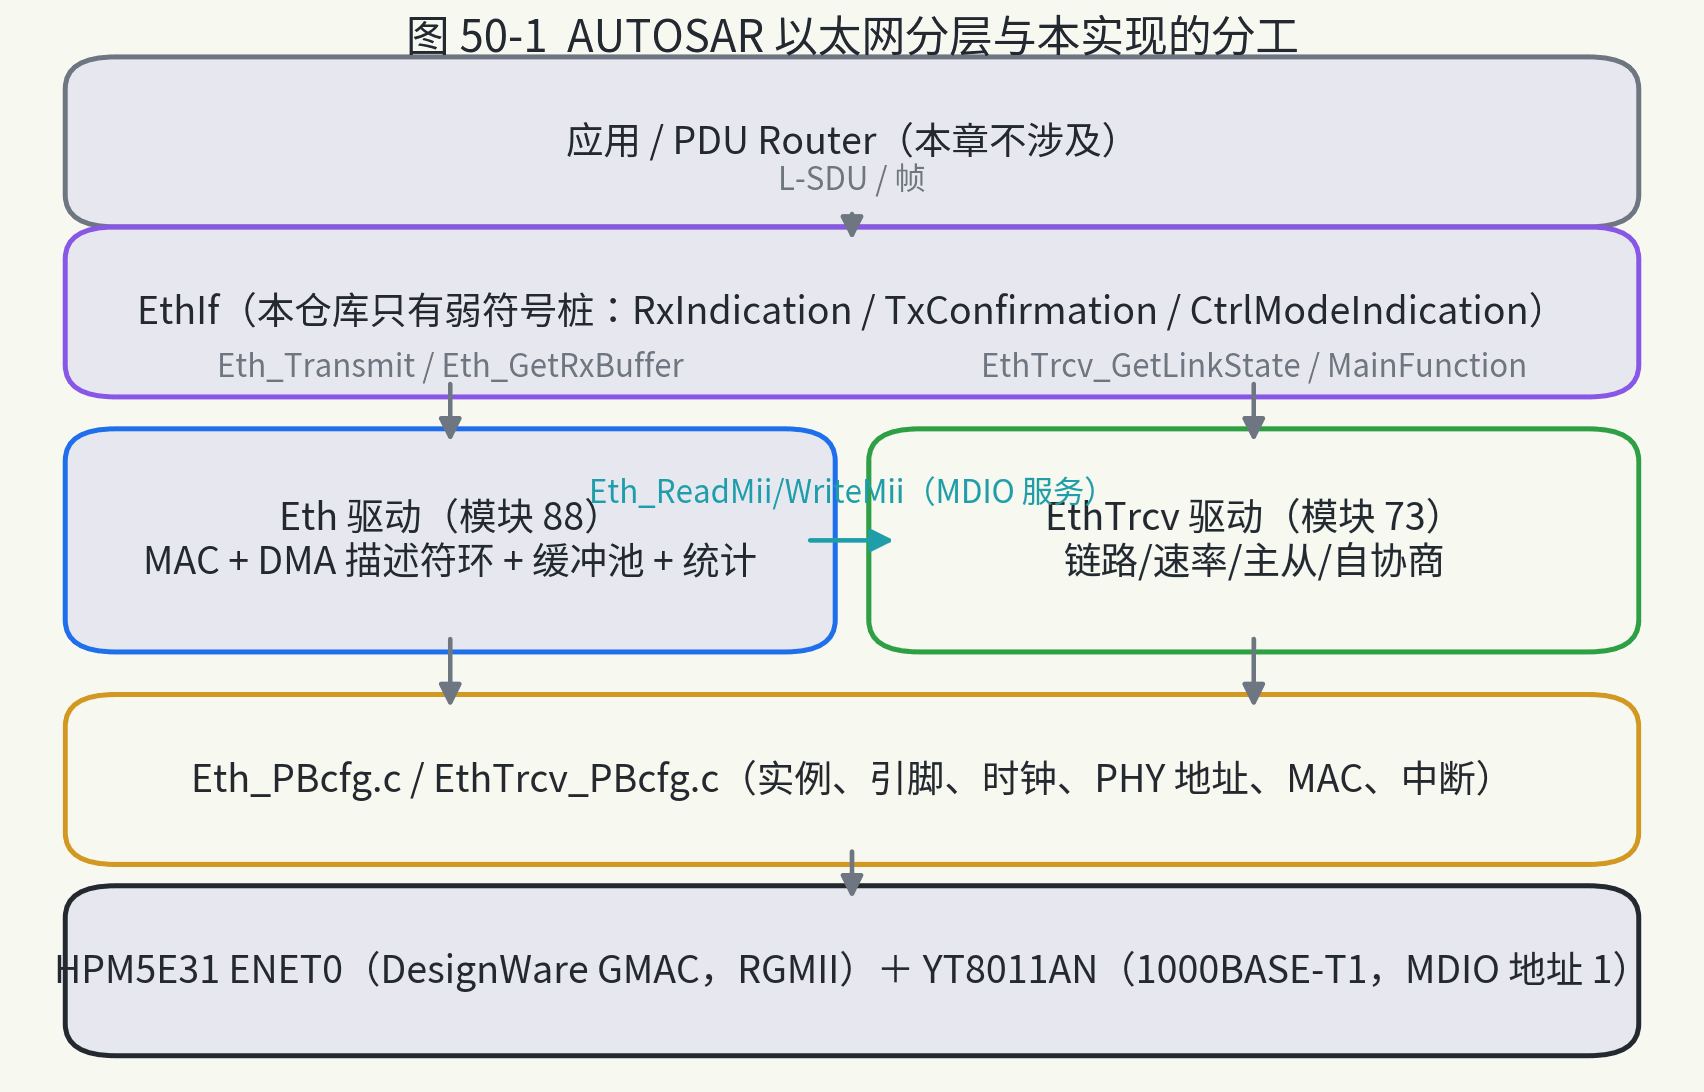 图 50-1 AUTOSAR 以太网分层与本实现的分工
应用 / PDU Router（本章不涉及）
L-SDU / 帧
EthIf（本仓库只有弱符号桩：RxIndication / TxConfirmation / CtrlModeIndication）
Eth_Transmit / Eth_GetRxBuffer
EthTrcv_GetLinkState / MainFunction
Eth_ReadMii/WriteMii（MDIO 服务）
Eth 驱动（模块 88）
MAC + DMA 描述符环 + 缓冲池 + 统计
EthTrcv 驱动（模块 73）
链路/速率/主从/自协商
Eth_PBcfg.c / EthTrcv_PBcfg.c（实例、引脚、时钟、PHY 地址、MAC、中断）
HPM5E31 ENET0（DesignWare GMAC，RGMII）＋ YT8011AN（1000BASE-T1，MDIO 地址 1）